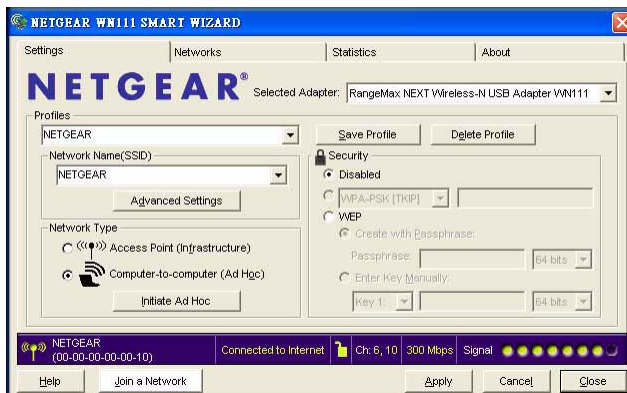 NETGEAR WN111 SMART WIZARD
Settings Networks Statistics About
NETGEAR® Selected Adapter: RangeMax NEXT Wireless-N USB Adapter WN111
Profiles
NETGEAR Save Profile Delete Profile
Network Name(SSID)
NETGEAR
Advanced Settings
Security
Disabled
WPA-PSK [TKIP]
WEP
Create with Passphrase:
Passphrase: 64 bits
Enter Key Manually:
Key 1: 64 bits
Network Type
Access Point (Infrastructure)
Computer-to-computer (Ad Hoc)
Initiate Ad Hoc
NETGEAR
(00-00-00-00-00-10)
Connected to Internet Ch: 6, 10 300 Mbps Signal
Help Join a Network Apply Cancel Close